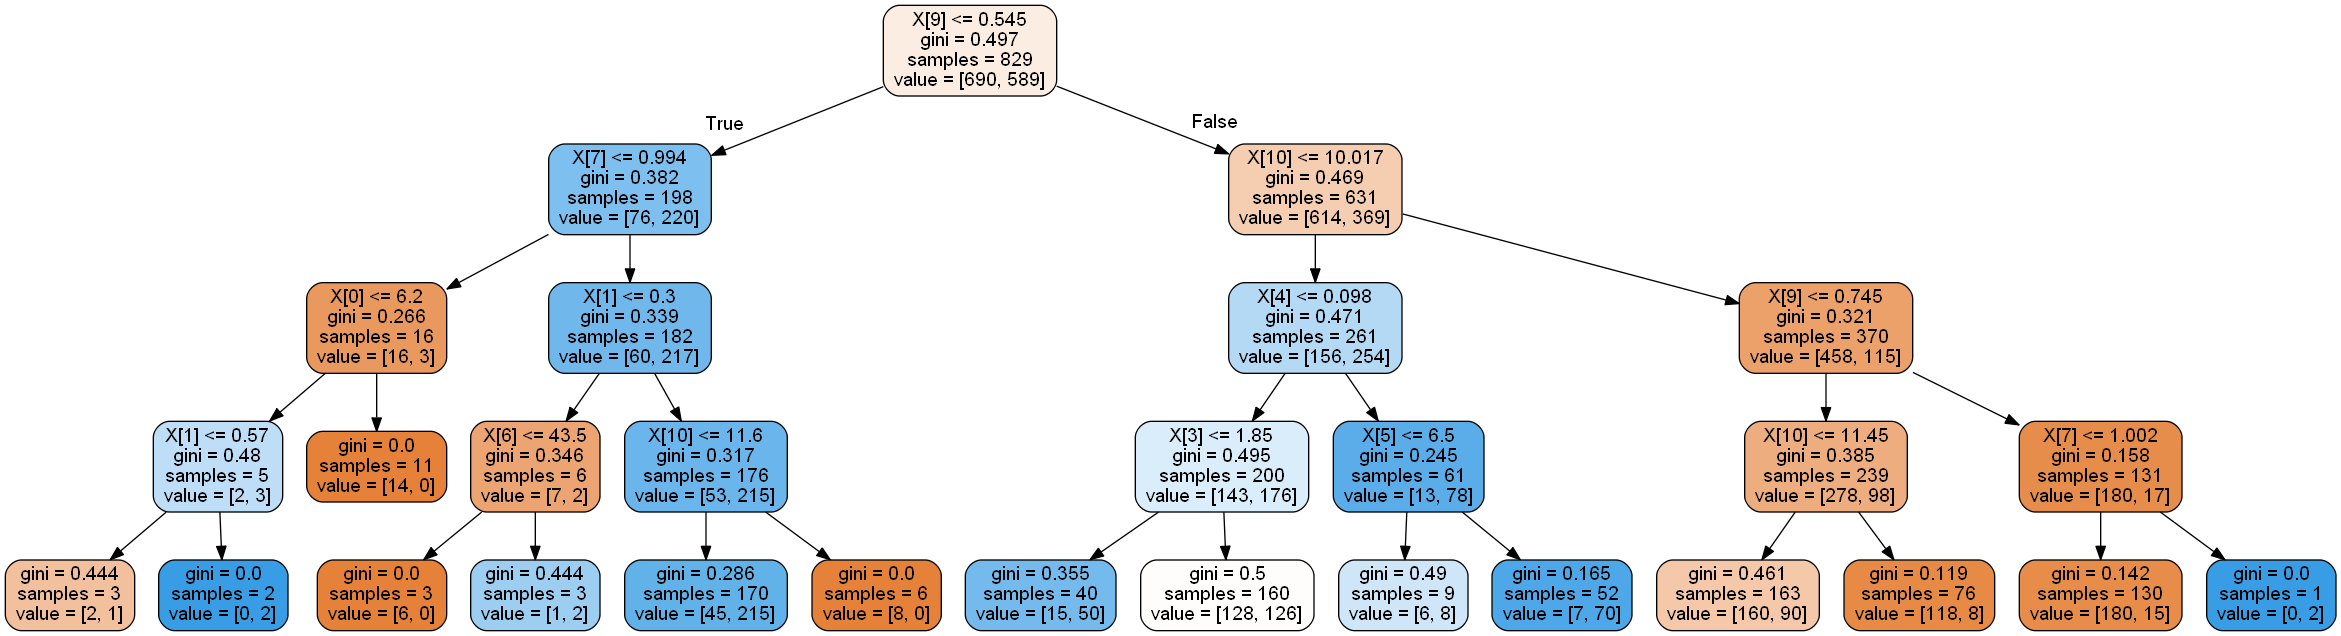 X[9] <= 0.545
gini = 0.497
samples = 829
value = [690, 589]
True
False
X[7] <= 0.994
gini = 0.382
samples = 198
value = [76, 220]
X[10] <= 10.017
gini = 0.469
samples = 631
value = [614, 369]
X[0] <= 6.2
gini = 0.266
samples = 16
value = [16, 3]
X[1] <= 0.3
gini = 0.339
samples = 182
value = [60, 217]
X[4] <= 0.098
gini = 0.471
samples = 261
value = [156, 254]
X[9] <= 0.745
gini = 0.321
samples = 370
value = [458, 115]
X[1] <= 0.57
gini = 0.48
samples = 5
value = [2, 3]
gini = 0.0
samples = 11
value = [14, 0]
X[6] <= 43.5
gini = 0.346
samples = 6
value = [7, 2]
X[10] <= 11.6
gini = 0.317
samples = 176
value = [53, 215]
X[3] <= 1.85
gini = 0.495
samples = 200
value = [143, 176]
X[5] <= 6.5
gini = 0.245
samples = 61
value = [13, 78]
X[10] <= 11.45
gini = 0.385
samples = 239
value = [278, 98]
X[7] <= 1.002
gini = 0.158
samples = 131
value = [180, 17]
gini = 0.444
samples = 3
value = [2, 1]
gini = 0.0
samples = 2
value = [0, 2]
gini = 0.0
samples = 3
value = [6, 0]
gini = 0.444
samples = 3
value = [1, 2]
gini = 0.286
samples = 170
value = [45, 215]
gini = 0.0
samples = 6
value = [8, 0]
gini = 0.355
samples = 40
value = [15, 50]
gini = 0.5
samples = 160
value = [128, 126]
gini = 0.49
samples = 9
value = [6, 8]
gini = 0.165
samples = 52
value = [7, 70]
gini = 0.461
samples = 163
value = [160, 90]
gini = 0.119
samples = 76
value = [118, 8]
gini = 0.142
samples = 130
value = [180, 15]
gini = 0.0
samples = 1
value = [0, 2]